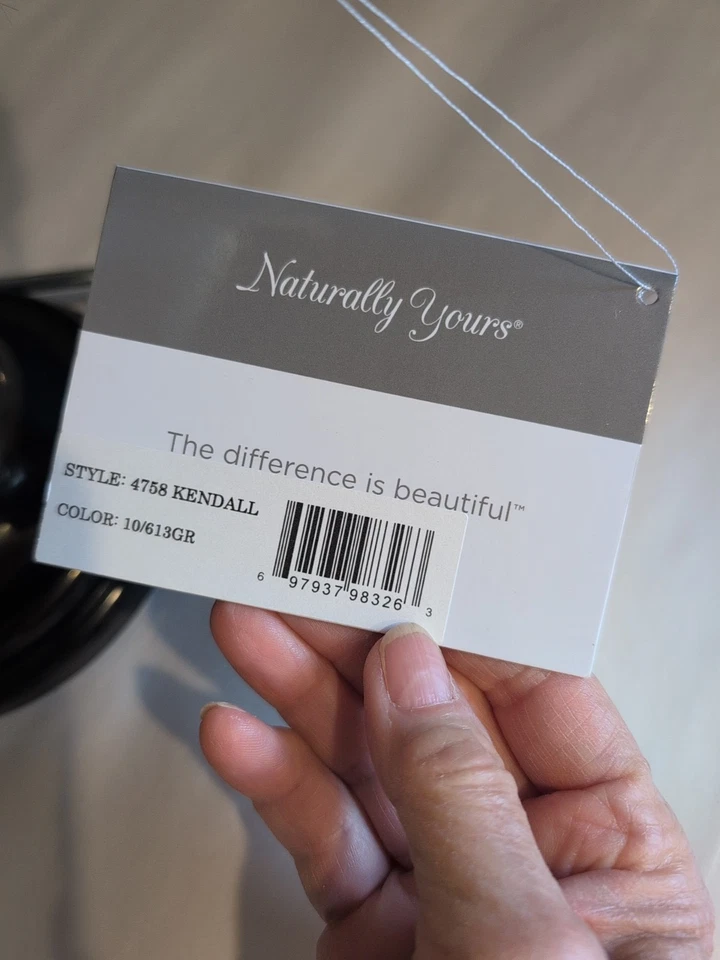 Naturally Yours®
The difference is beautiful™
STYLE: 4758 KENDALL
COLOR: 10/613GR
6 97937 98326 3